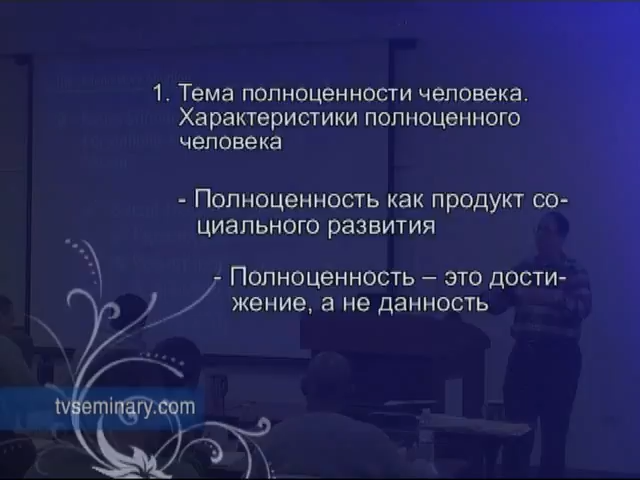 1. Тема полноценности человека.
Характеристики полноценного
человека
- Полноценность как продукт со-
циального развития
- Полноценность – это дости-
жение, а не данность
tvseminary.com